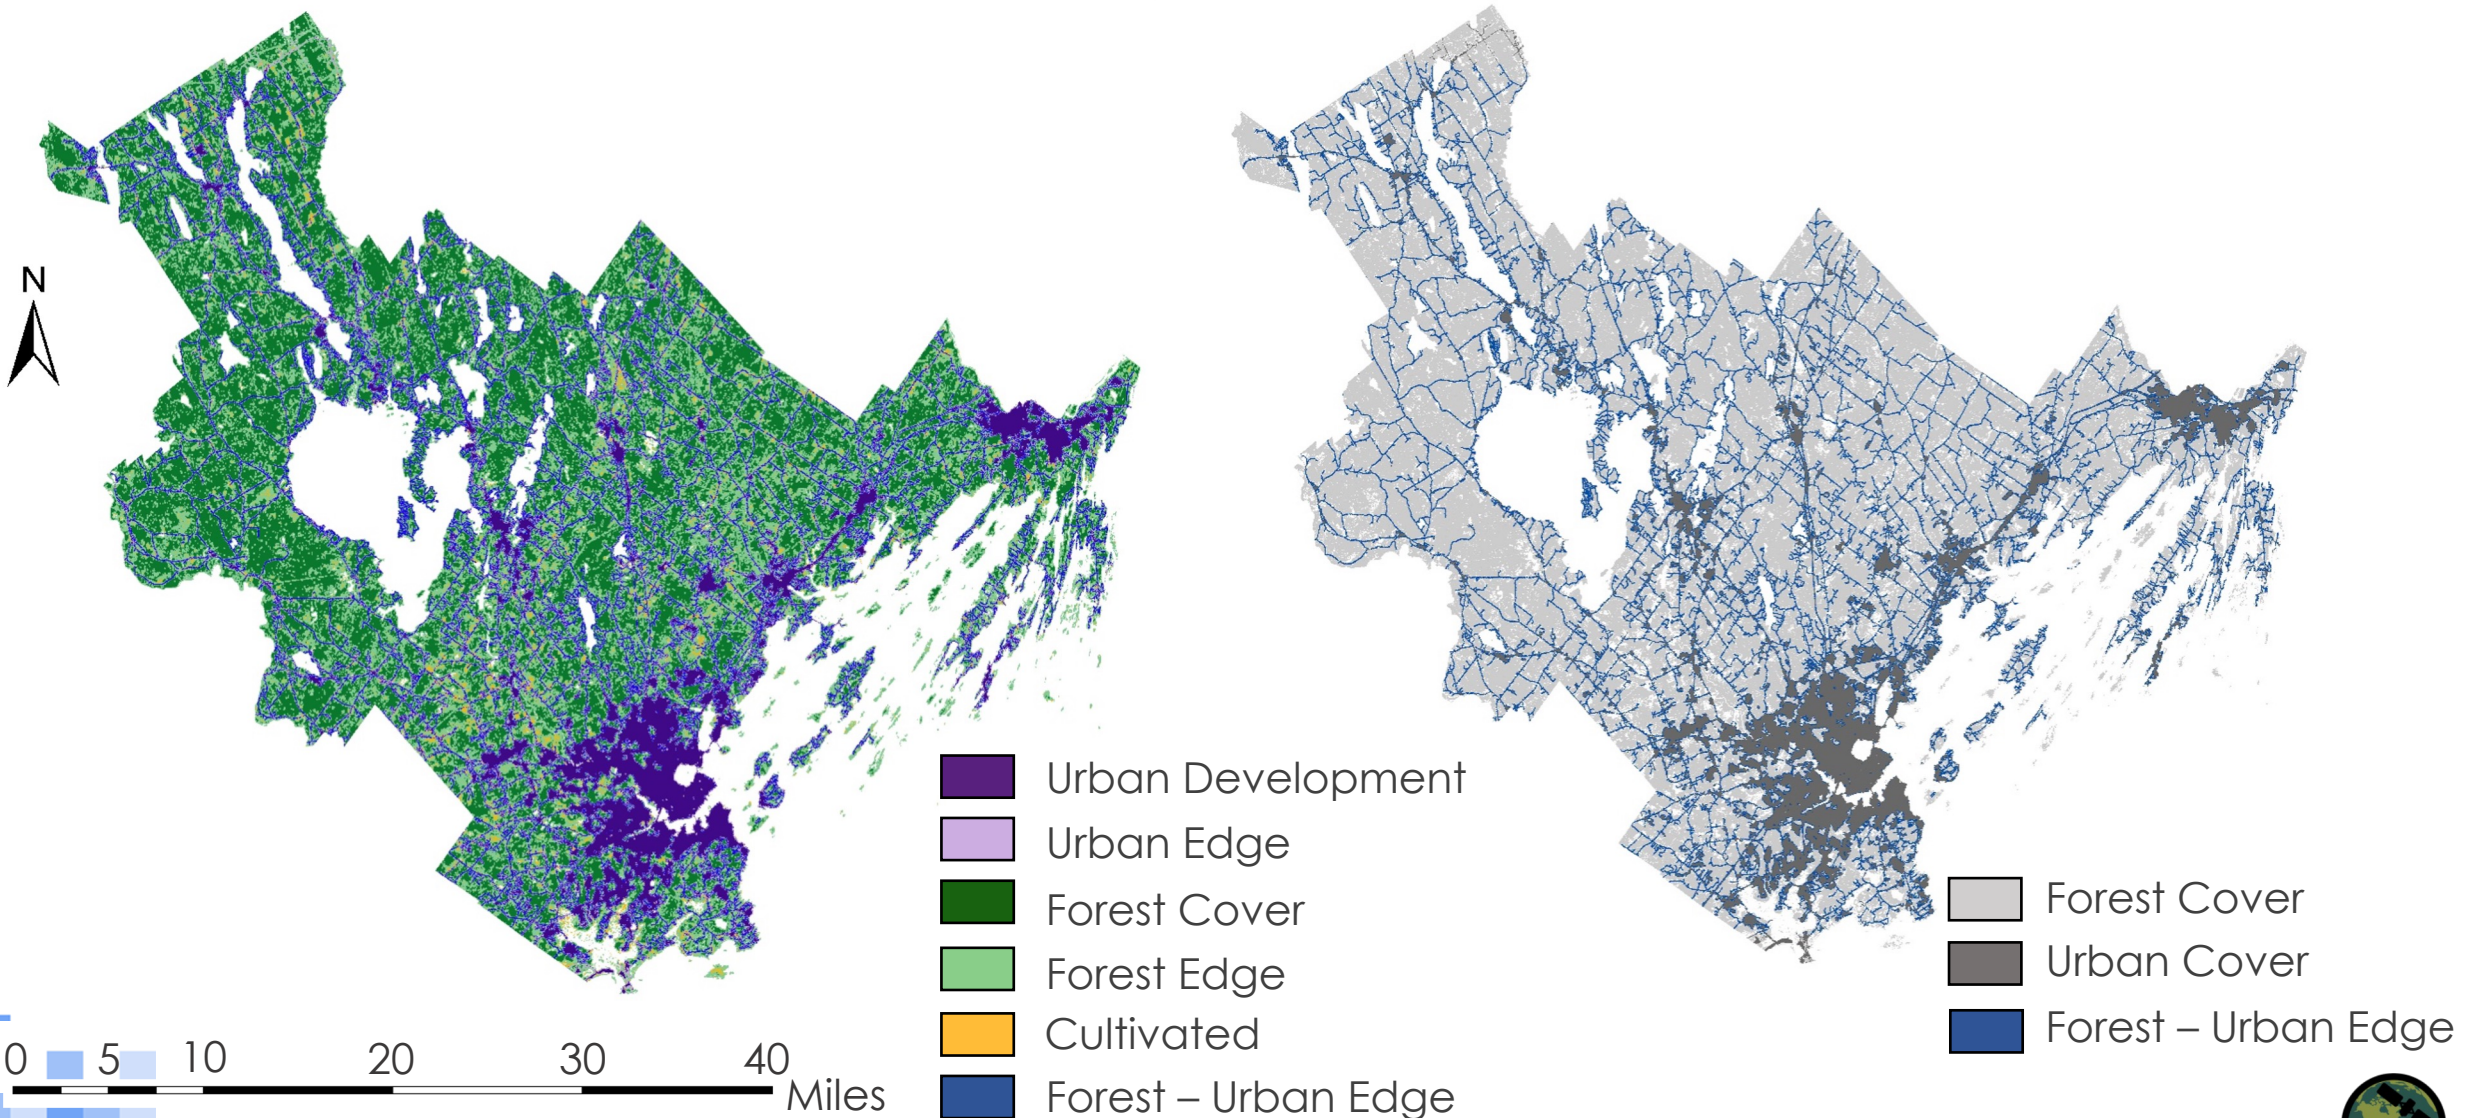 N
Urban Development
Urban Edge
Forest Cover
Forest Edge
Cultivated
Forest – Urban Edge
0 5 10 20 30 40
Miles
Forest Cover
Urban Cover
Forest – Urban Edge